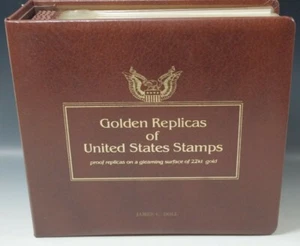 Golden Replicas
of
United States Stamps
proof replicas on a gleaming surface of 22kt gold